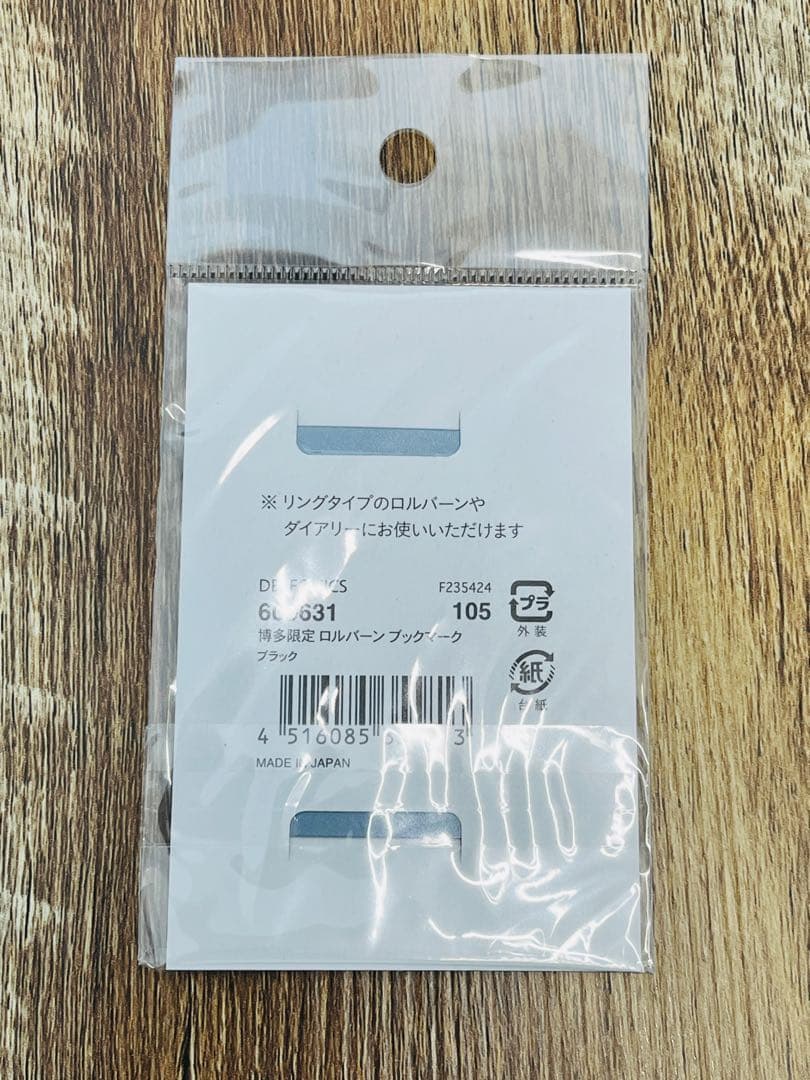 ※ リングタイプのロルバーンや
ダイアリーにお使いいただけます
F235424
105
博多限定 ロルバーン ブックマーク
ブラック
プラ
外装
紙
台紙
4 516085
3
MADE IN JAPAN